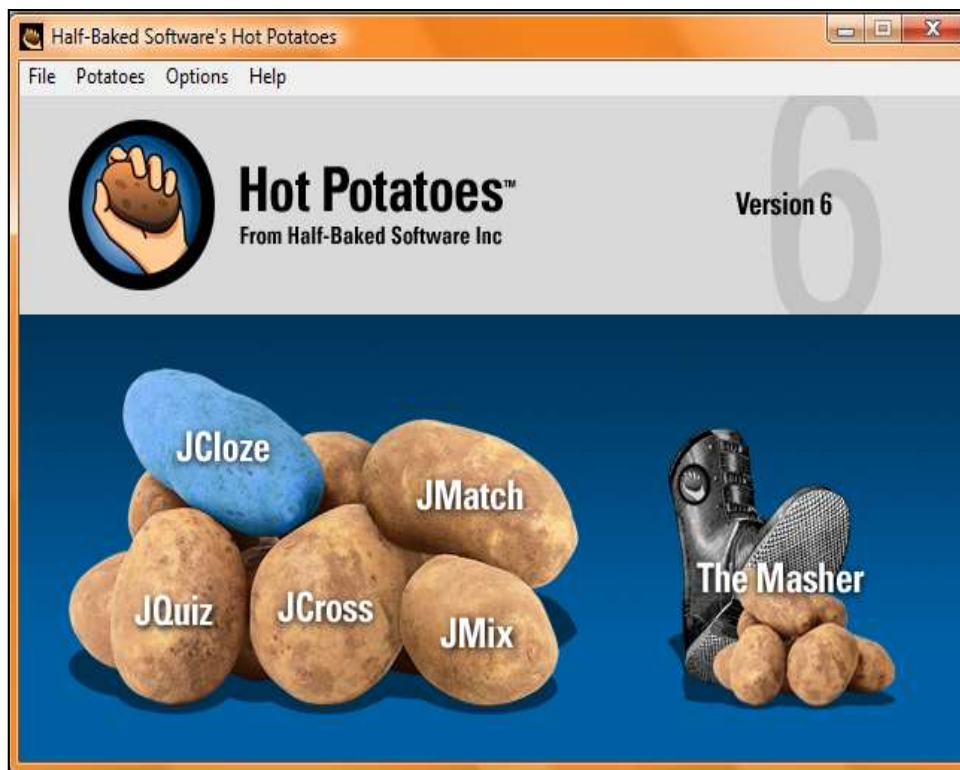 Half-Baked Software's Hot Potatoes
File Potatoes Options Help
Hot Potatoes™
From Half-Baked Software Inc
Version 6
6
JCloze
JMatch
JQuiz
JCross
JMix
The Masher